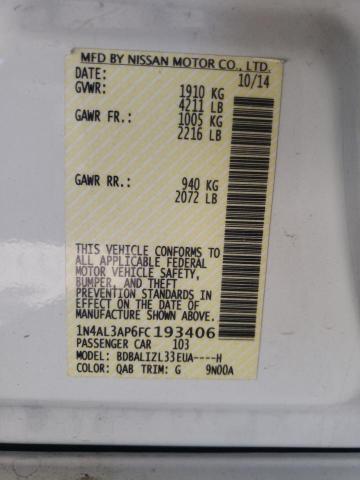 MFD BY NISSAN MOTOR CO., LTD.
DATE: 10/14
GVWR: 1910 KG
4211 LB
GAWR FR.: 1005 KG
2216 LB
GAWR RR.: 940 KG
2072 LB
THIS VEHICLE CONFORMS TO
ALL APPLICABLE FEDERAL
MOTOR VEHICLE SAFETY,
BUMPER, AND THEFT
PREVENTION STANDARDS IN
EFFECT ON THE DATE OF
MANUFACTURE SHOWN ABOVE.
1N4AL3AP6FC193406
PASSENGER CAR 103
MODEL: BDBALIZL33EUA----H
COLOR: QAB TRIM: G 9N00A